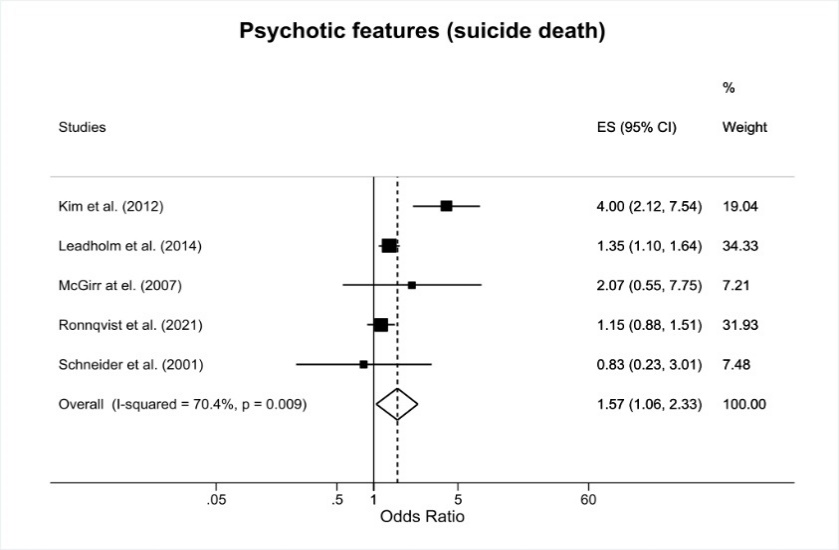 Psychotic features (suicide death)
%
Studies ES (95% CI) Weight
Kim et al. (2012) 4.00 (2.12, 7.54) 19.04
Leadholm et al. (2014) 1.35 (1.10, 1.64) 34.33
McGirr at el. (2007) 2.07 (0.55, 7.75) 7.21
Ronnqvist et al. (2021) 1.15 (0.88, 1.51) 31.93
Schneider et al. (2001) 0.83 (0.23, 3.01) 7.48
Overall (I-squared = 70.4%, p = 0.009) 1.57 (1.06, 2.33) 100.00
.05 .5 1 5 60
Odds Ratio